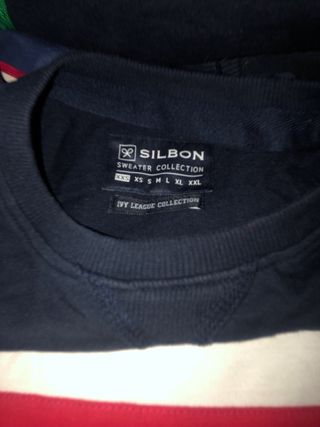 SILBON
SWEATER COLLECTION
XXS XS S M L XL XXL
IVY LEAGUE COLLECTION